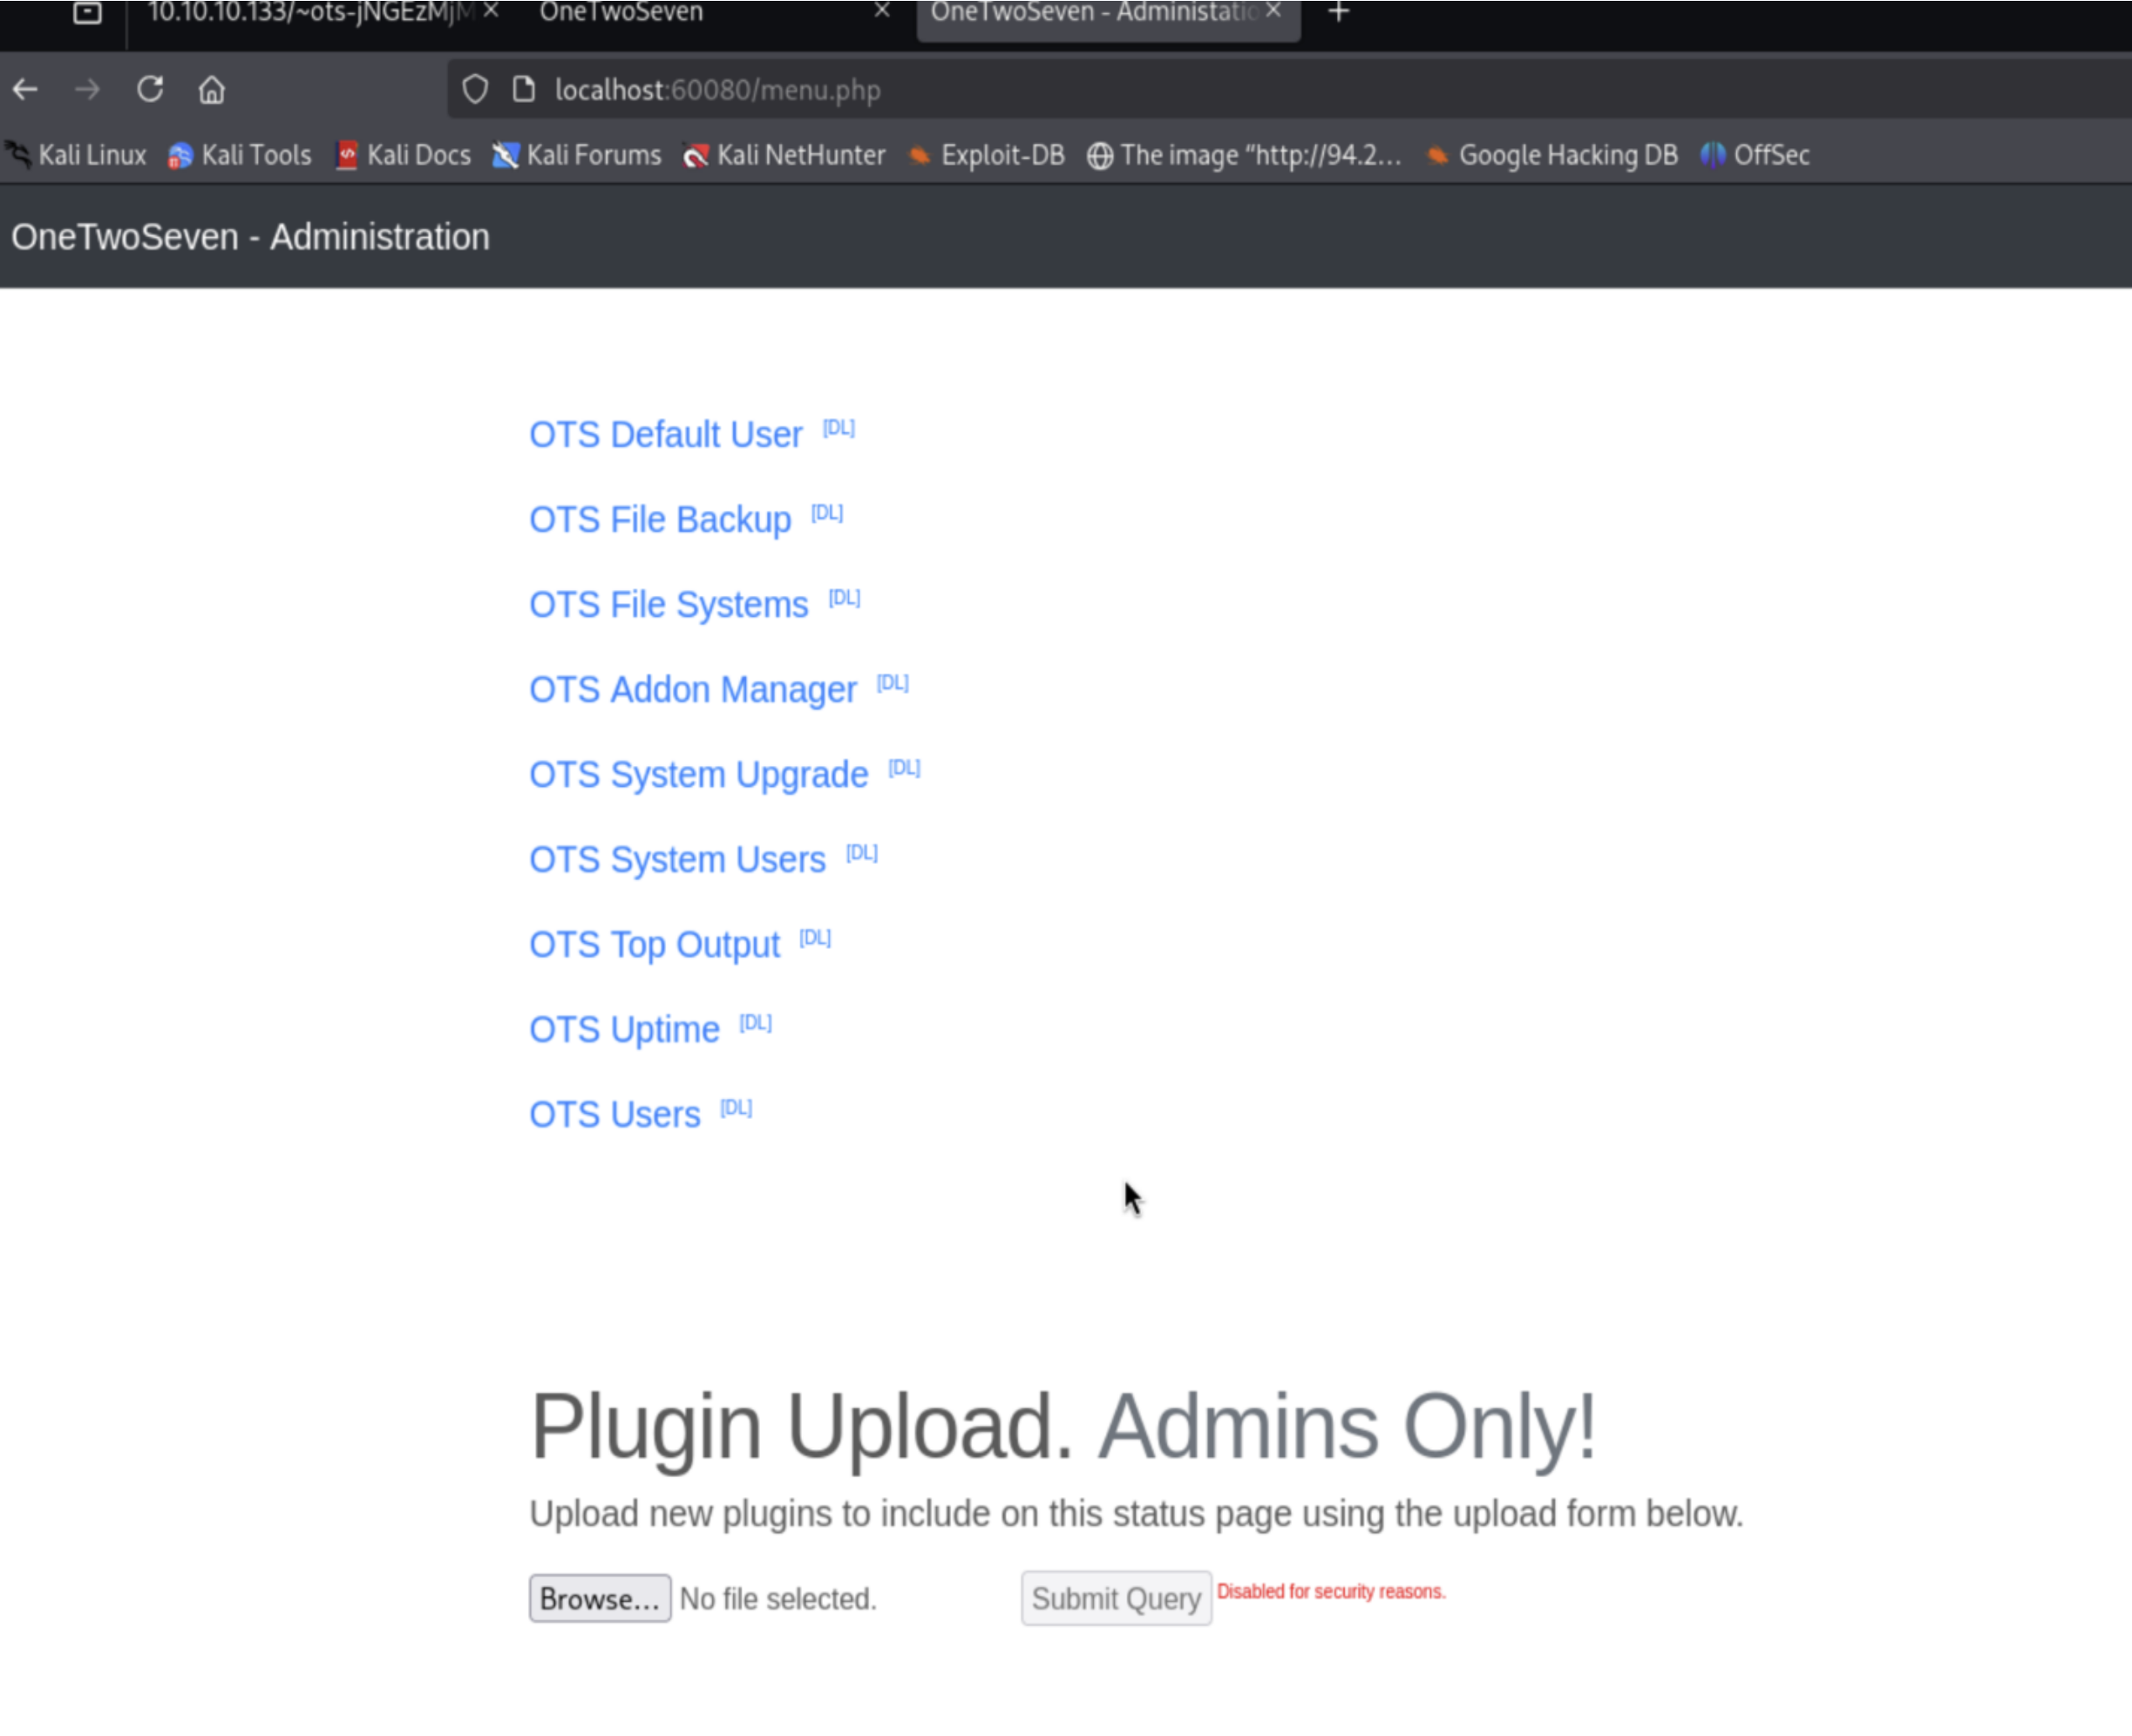 10.10.10.133/~ots-jNGEzMjM OneTwoSeven OneTwoSeven - Administatio
localhost:60080/menu.php
Kali Linux Kali Tools Kali Docs Kali Forums Kali NetHunter Exploit-DB The image “http://94.2… Google Hacking DB OffSec
OneTwoSeven - Administration
OTS Default User [DL]
OTS File Backup [DL]
OTS File Systems [DL]
OTS Addon Manager [DL]
OTS System Upgrade [DL]
OTS System Users [DL]
OTS Top Output [DL]
OTS Uptime [DL]
OTS Users [DL]
Plugin Upload. Admins Only!
Upload new plugins to include on this status page using the upload form below.
Browse... No file selected. Submit Query Disabled for security reasons.